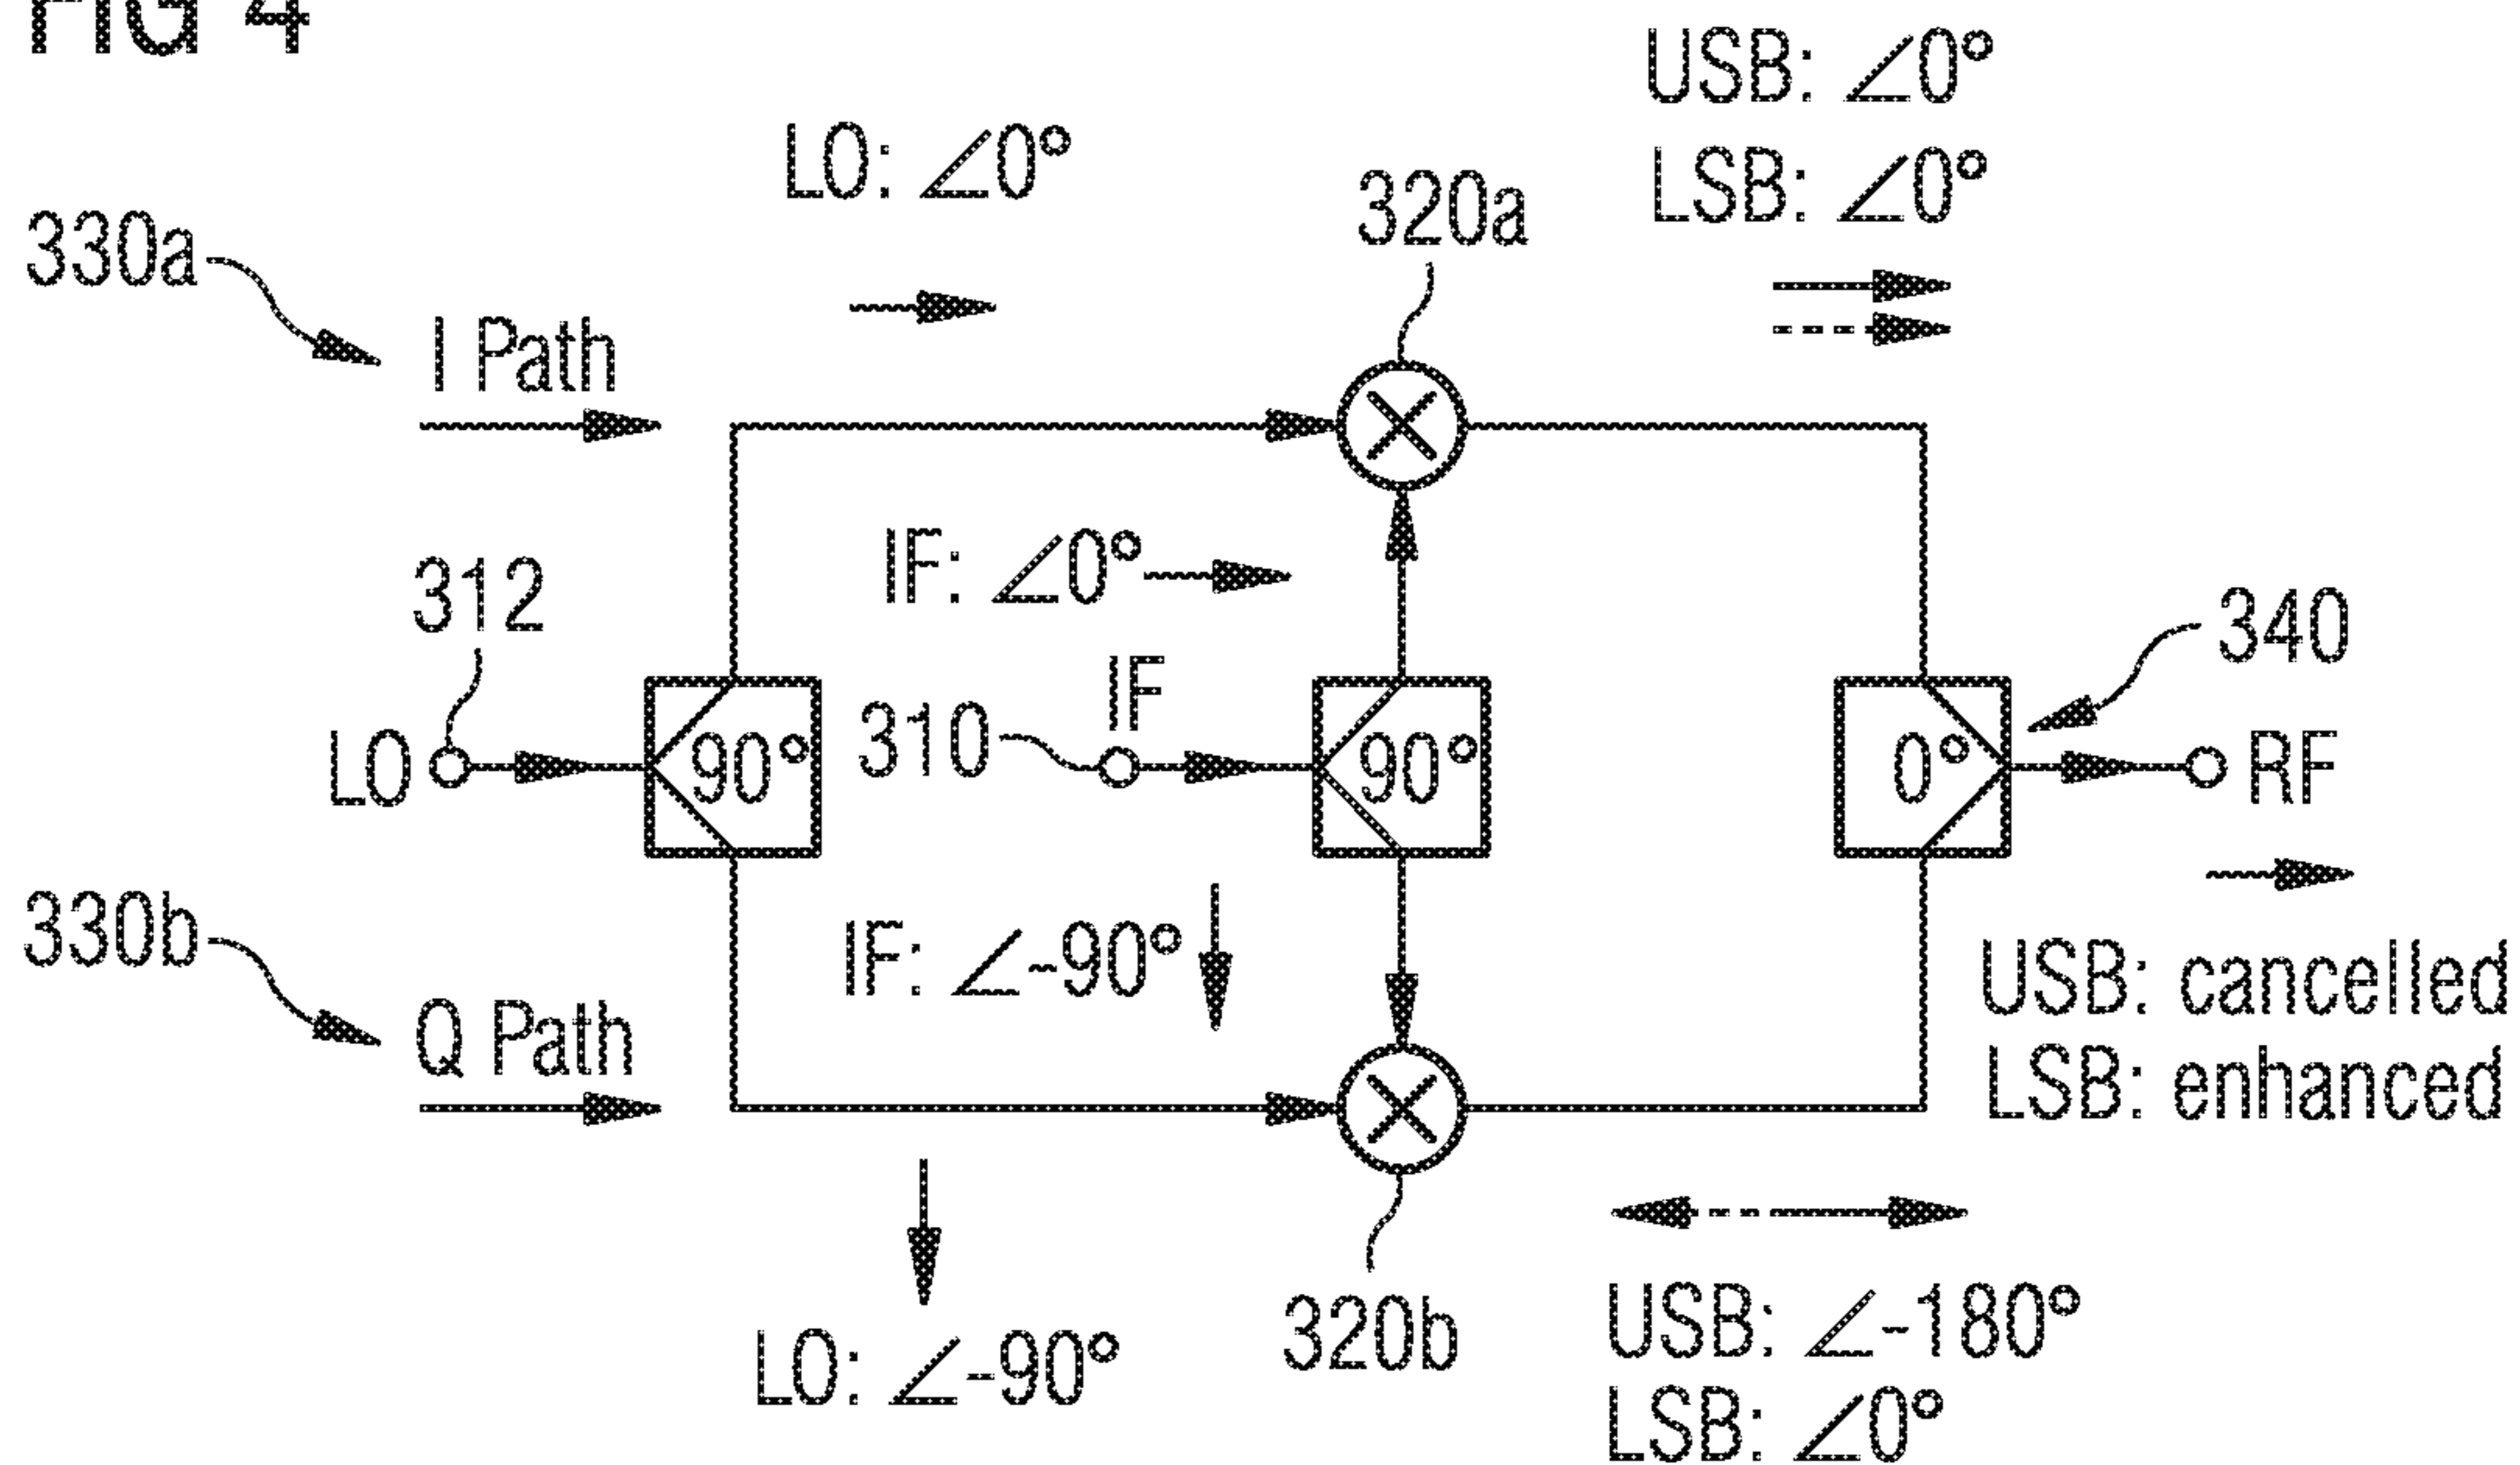 FIG 4
USB: ∠0°
LO: ∠0°
LSB: ∠0°
320a
330a
I Path
IF: ∠0°
312
340
IF
310
LO
90°
90°
0°
RF
330b
IF: ∠-90°
USB: cancelled
Q Path
LSB: enhanced
320b
USB: ∠-180°
LO: ∠-90°
LSB: ∠0°